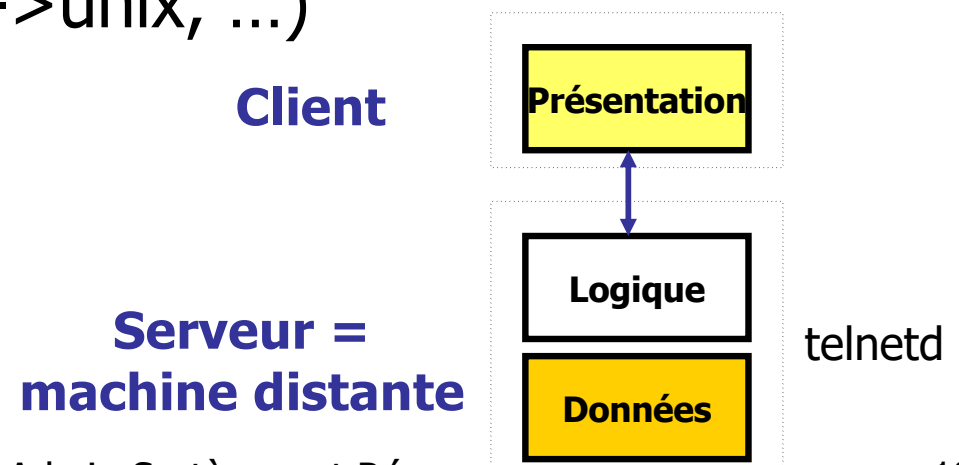 >unix, ...)
Client
Présentation
Logique
Serveur =
machine distante
telnetd
Données